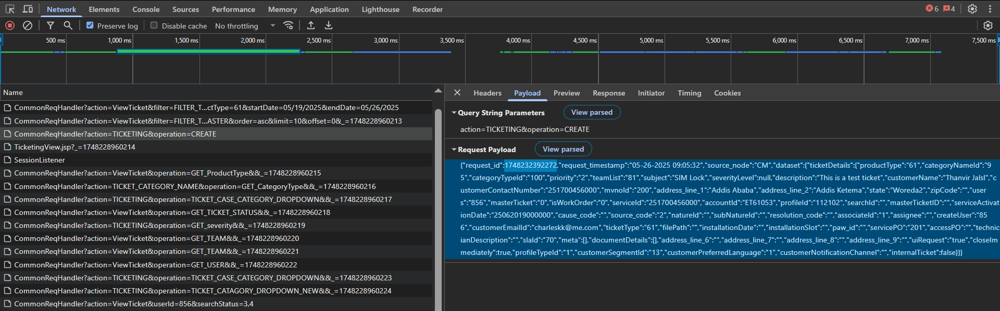 Network Elements Console Sources Performance Memory Application Lighthouse Recorder 6 4
Preserve log Disable cache No throttling
500 ms 1,000 ms 1,500 ms 2,000 ms 2,500 ms 3,000 ms 3,500 ms 4,000 ms 4,500 ms 5,000 ms 5,500 ms 6,000 ms 6,500 ms 7,000 ms 7,500 ms
Name
CommonReqHandler?action=ViewTicket&filter=FILTER_T...ctType=61&startDate=05/19/2025&endDate=05/26/2025
CommonReqHandler?action=ViewTicket&filter=FILTER_T...ASTER&order=asc&limit=10&offset=0&_=1748228960213
CommonReqHandler?action=TICKETING&operation=CREATE
TicketingView.jsp?_=1748228960214
SessionListener
CommonReqHandler?action=TICKETING&operation=GET_ProductType&&_=1748228960215
CommonReqHandler?action=TICKET_CATEGORY_NAME&operation=GET_CategoryType&&_=1748228960216
CommonReqHandler?action=TICKETING&operation=TICKET_CASE_CATEGORY_DROPDOWN&&_=1748228960217
CommonReqHandler?action=TICKETING&operation=GET_TICKET_STATUS&&_=1748228960218
CommonReqHandler?action=TICKETING&operation=GET_severity&&_=1748228960219
CommonReqHandler?action=ViewTicket&operation=GET_TEAM&&_=1748228960220
CommonReqHandler?action=ViewTicket&operation=GET_TEAM&&_=1748228960221
CommonReqHandler?action=ViewTicket&operation=GET_USER&&_=1748228960222
CommonReqHandler?action=TICKETING&operation=TICKET_CASE_CATEGORY_DROPDOWN&&_=1748228960223
CommonReqHandler?action=TICKETING&operation=TICKET_CATAGORY_DROPDOWN_NEW&&_=1748228960224
CommonReqHandler?action=ViewTicket&userId=856&searchStatus=3,4
Headers Payload Preview Response Initiator Timing Cookies
Query String Parameters View parsed
action=TICKETING&operation=CREATE
Request Payload View parsed
{"request_id":1748232392272,"request_timestamp":"05-26-2025 09:05:32","source_node":"CM","dataset":{"ticketDetails":{"productType":"61","categoryNameId":"9
5","categoryTypeId":"100","priority":"2","teamList":"81","subject":"SIM Lock","severityLevel":null,"description":"This is a test ticket","customerName":"Thanvir Jalsl","c
ustomerContactNumber":"251700456000","mvnoId":"200","address_line_1":"Addis Ababa","address_line_2":"Addis Ketema","state":"Woreda2","zipCode":"","user
s":"856","masterTicket":"0","isWorkOrder":"0","serviceId":"251700456000","accountId":"ET61053","profileId":"112102","searchId":"","masterTicketID":"","serviceActivat
ionDate":"25062019000000","cause_code":"","source_code":"2","natureId":"","subNatureId":"","resolution_code":"","associateId":"1","assignee":"","createUser":"85
6","customerEmailId":"charleskk@me.com","ticketType":"61","filePath":"","installationDate":"","installationSlot":"","paw_id":"","servicePO":"201","accessPO":"","technic
ianDescription":"","slaId":"70","meta":[],"documentDetails":[],"address_line_6":"","address_line_7":"","address_line_8":"","address_line_9":"","uiRequest":"true","closeIm
mediately":true,"profileTypeId":"1","customerSegmentId":"13","customerPreferredLanguage":"1","customerNotificationChannel":"","internalTicket":false}}}